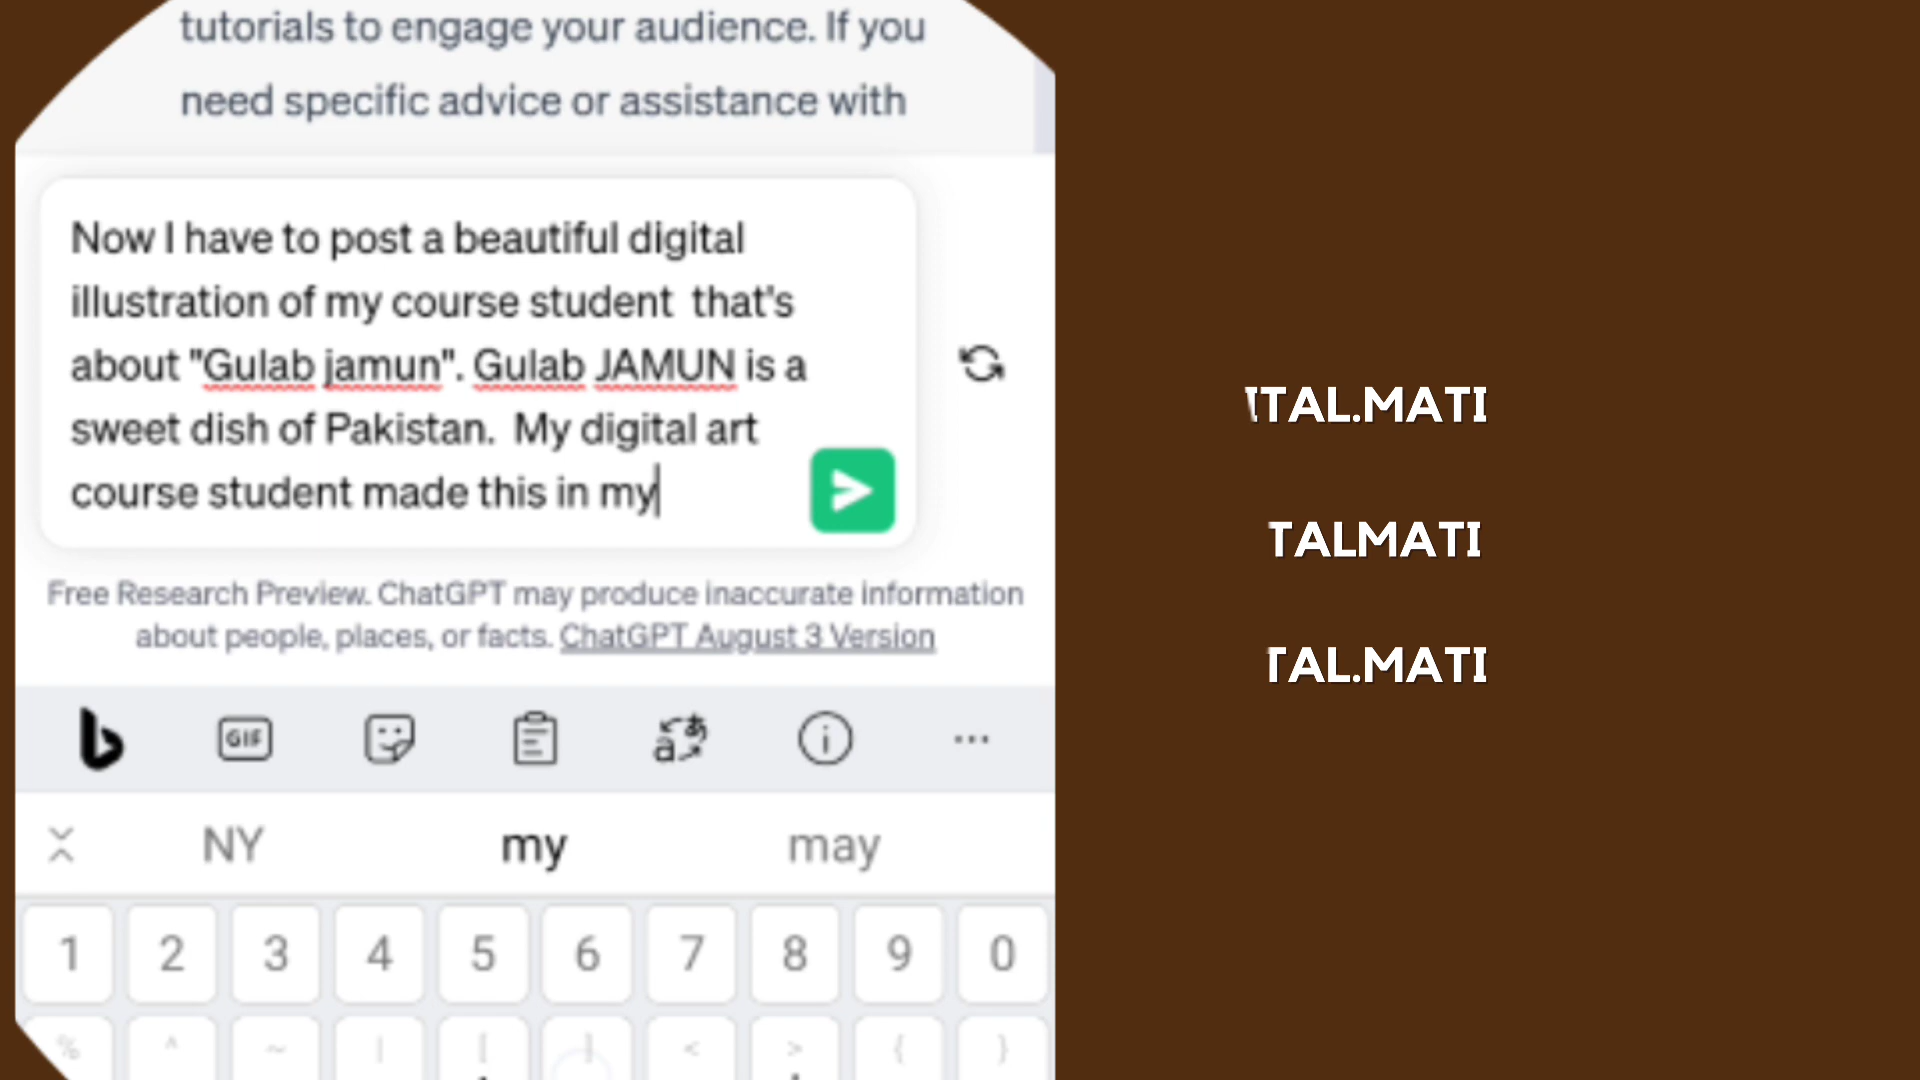 tutorials to engage your audience. If you
need specific advice or assistance with
Now I have to post a beautiful digital
illustration of my course student  that's
about "Gulab jamun". Gulab JAMUN is a
sweet dish of Pakistan.  My digital art
course student made this in my
Free Research Preview. ChatGPT may produce inaccurate information
about people, places, or facts. ChatGPT August 3 Version
GIF
NY my may
1 2 3 4 5 6 7 8 9 0
% ^ ~ | [ ] < > { }
ITAL.MATI
TALMATI
TAL.MATI